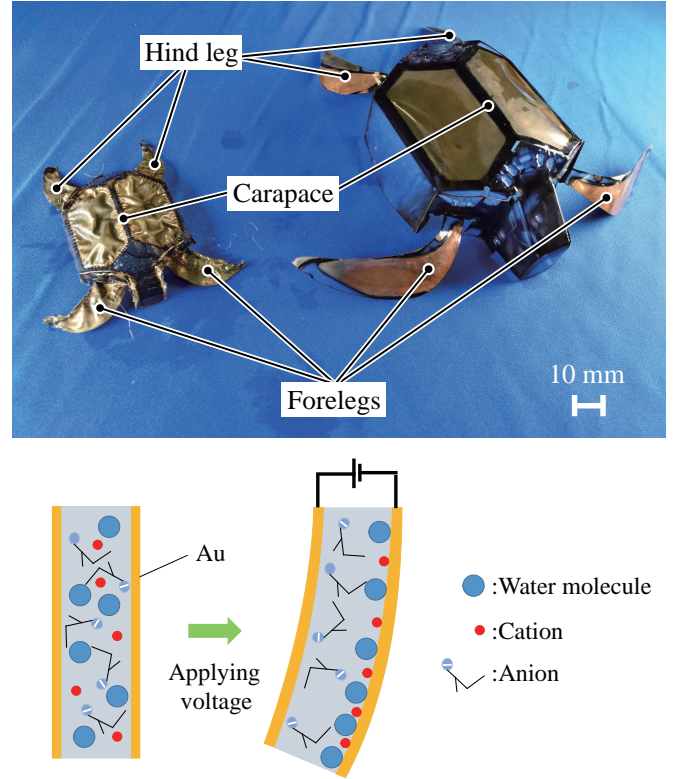 Hind leg
Carapace
10 mm
Forelegs
Au
Applying
voltage
:Water molecule
:Cation
:Anion